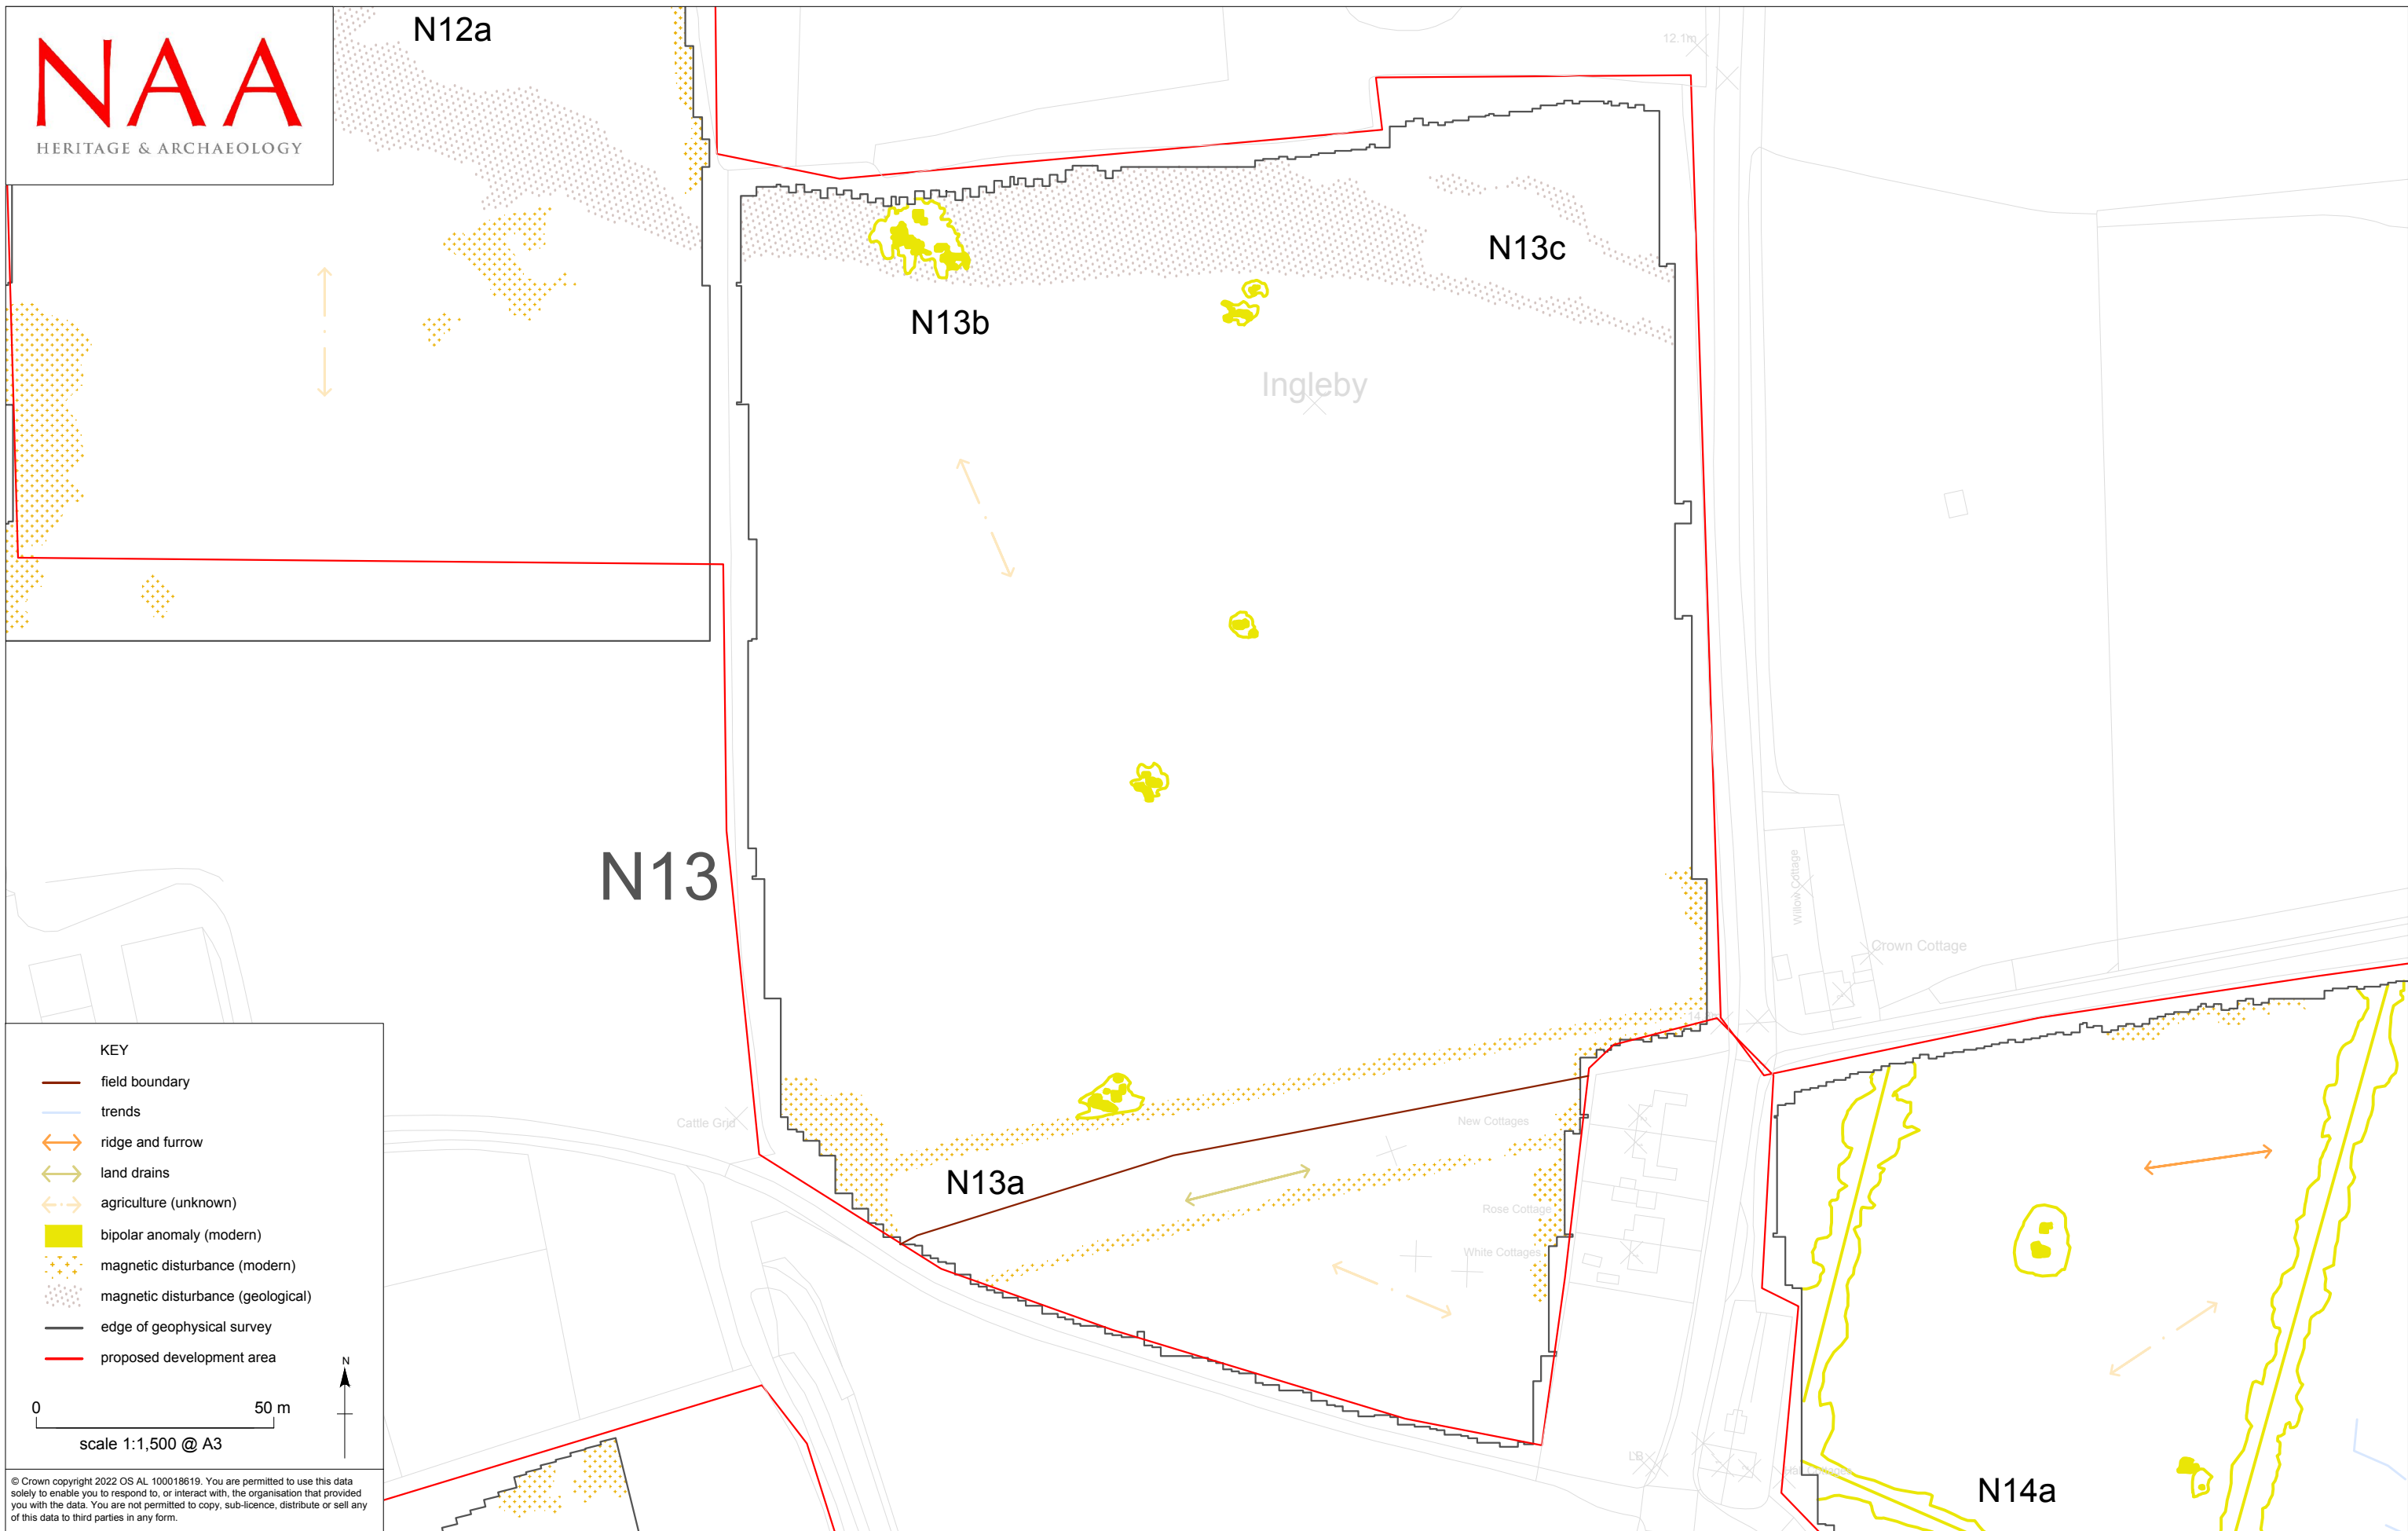 NAA
HERITAGE & ARCHAEOLOGY
N12a
12.1m
N13c
N13b
Ingleby
N13
Willow Cottage
Crown Cottage
Cattle Grid
New Cottages
N13a
Rose Cottage
White Cottages
LB
N14a
KEY
field boundary
trends
ridge and furrow
land drains
agriculture (unknown)
bipolar anomaly (modern)
magnetic disturbance (modern)
magnetic disturbance (geological)
edge of geophysical survey
proposed development area
N
0 50 m
scale 1:1,500 @ A3
© Crown copyright 2022 OS AL 100018619. You are permitted to use this data
solely to enable you to respond to, or interact with, the organisation that provided
you with the data. You are not permitted to copy, sub-licence, distribute or sell any
of this data to third parties in any form.